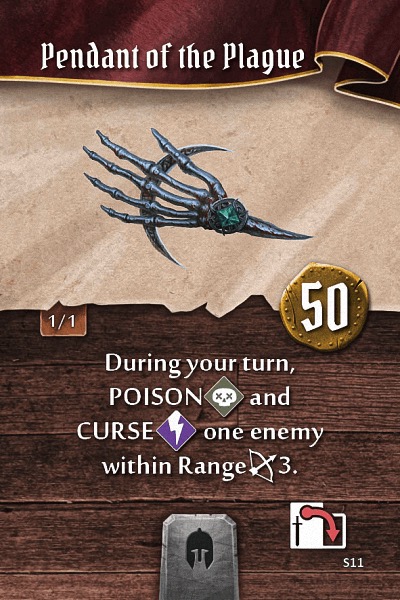 Pendant of the Plague
50
1/1
During your turn,
POISON and
CURSE one enemy
within Range 3.
S11